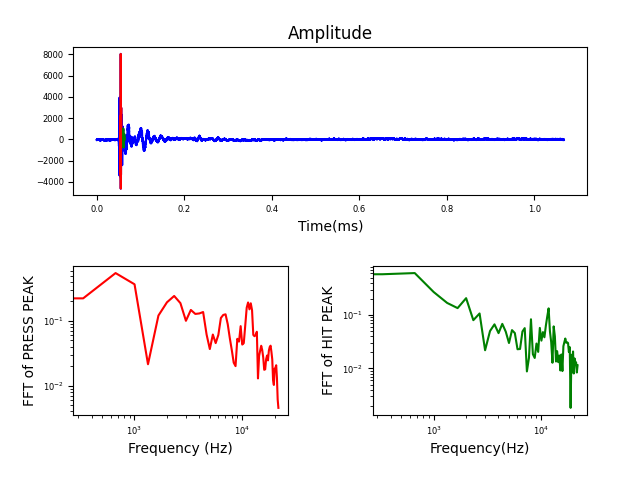 Amplitude
8000
6000
4000
2000
0
−2000
−4000
0.0 0.2 0.4 0.6 0.8 1.0
Time(ms)
FFT of PRESS PEAK
10⁻¹
10⁻²
10³ 10⁴
Frequency (Hz)
FFT of HIT PEAK
10⁻¹
10⁻²
10³ 10⁴
Frequency(Hz)